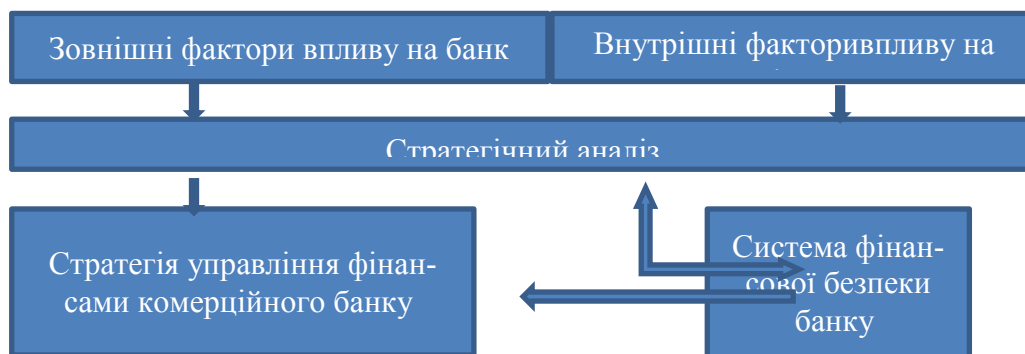 Зовнішні фактори впливу на банк
Внутрішні факторивпливу на
Стратегічний аналіз
Стратегія управління фінан-
сами комерційного банку
Система фінан-
сової безпеки
банку